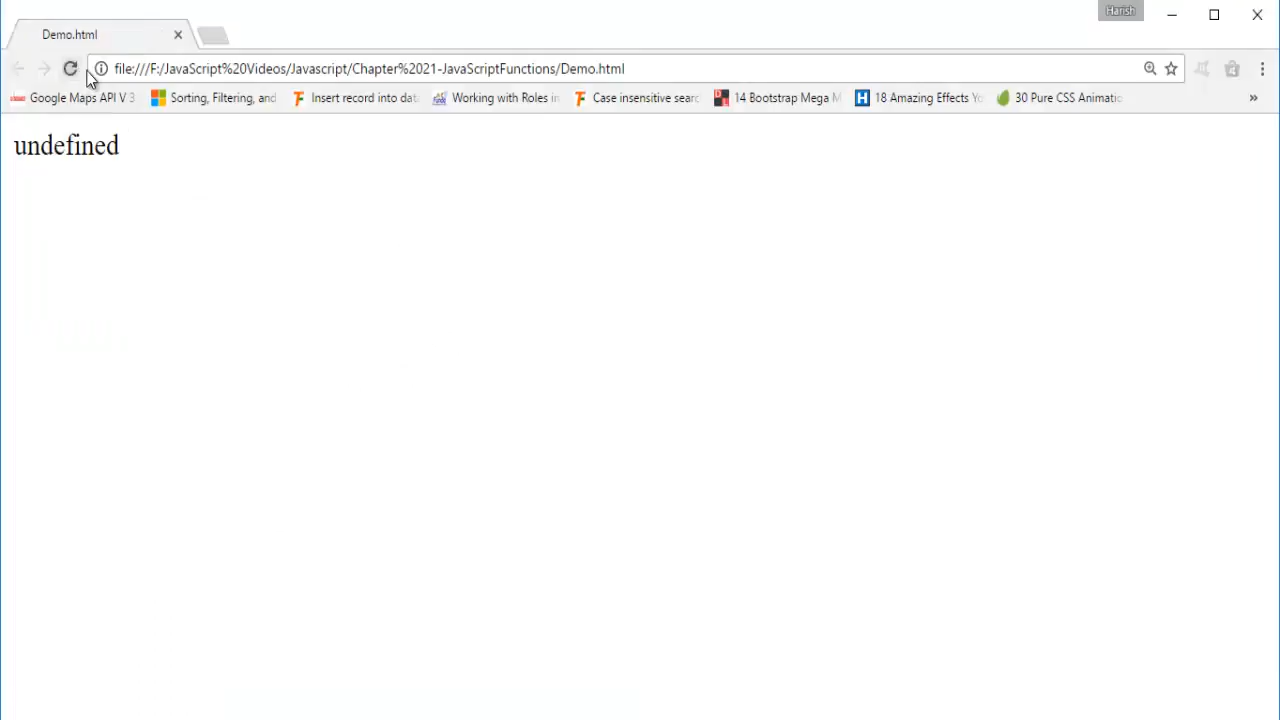 Harish
Demo.html
file:///F:/JavaScript%20Videos/Javascript/Chapter%2021-JavaScriptFunctions/Demo.html
Google Maps API V 3 Sorting, Filtering, and Insert record into dat Working with Roles in Case insensitive sear 14 Bootstrap Mega M 18 Amazing Effects Yo 30 Pure CSS Animatio »
undefined